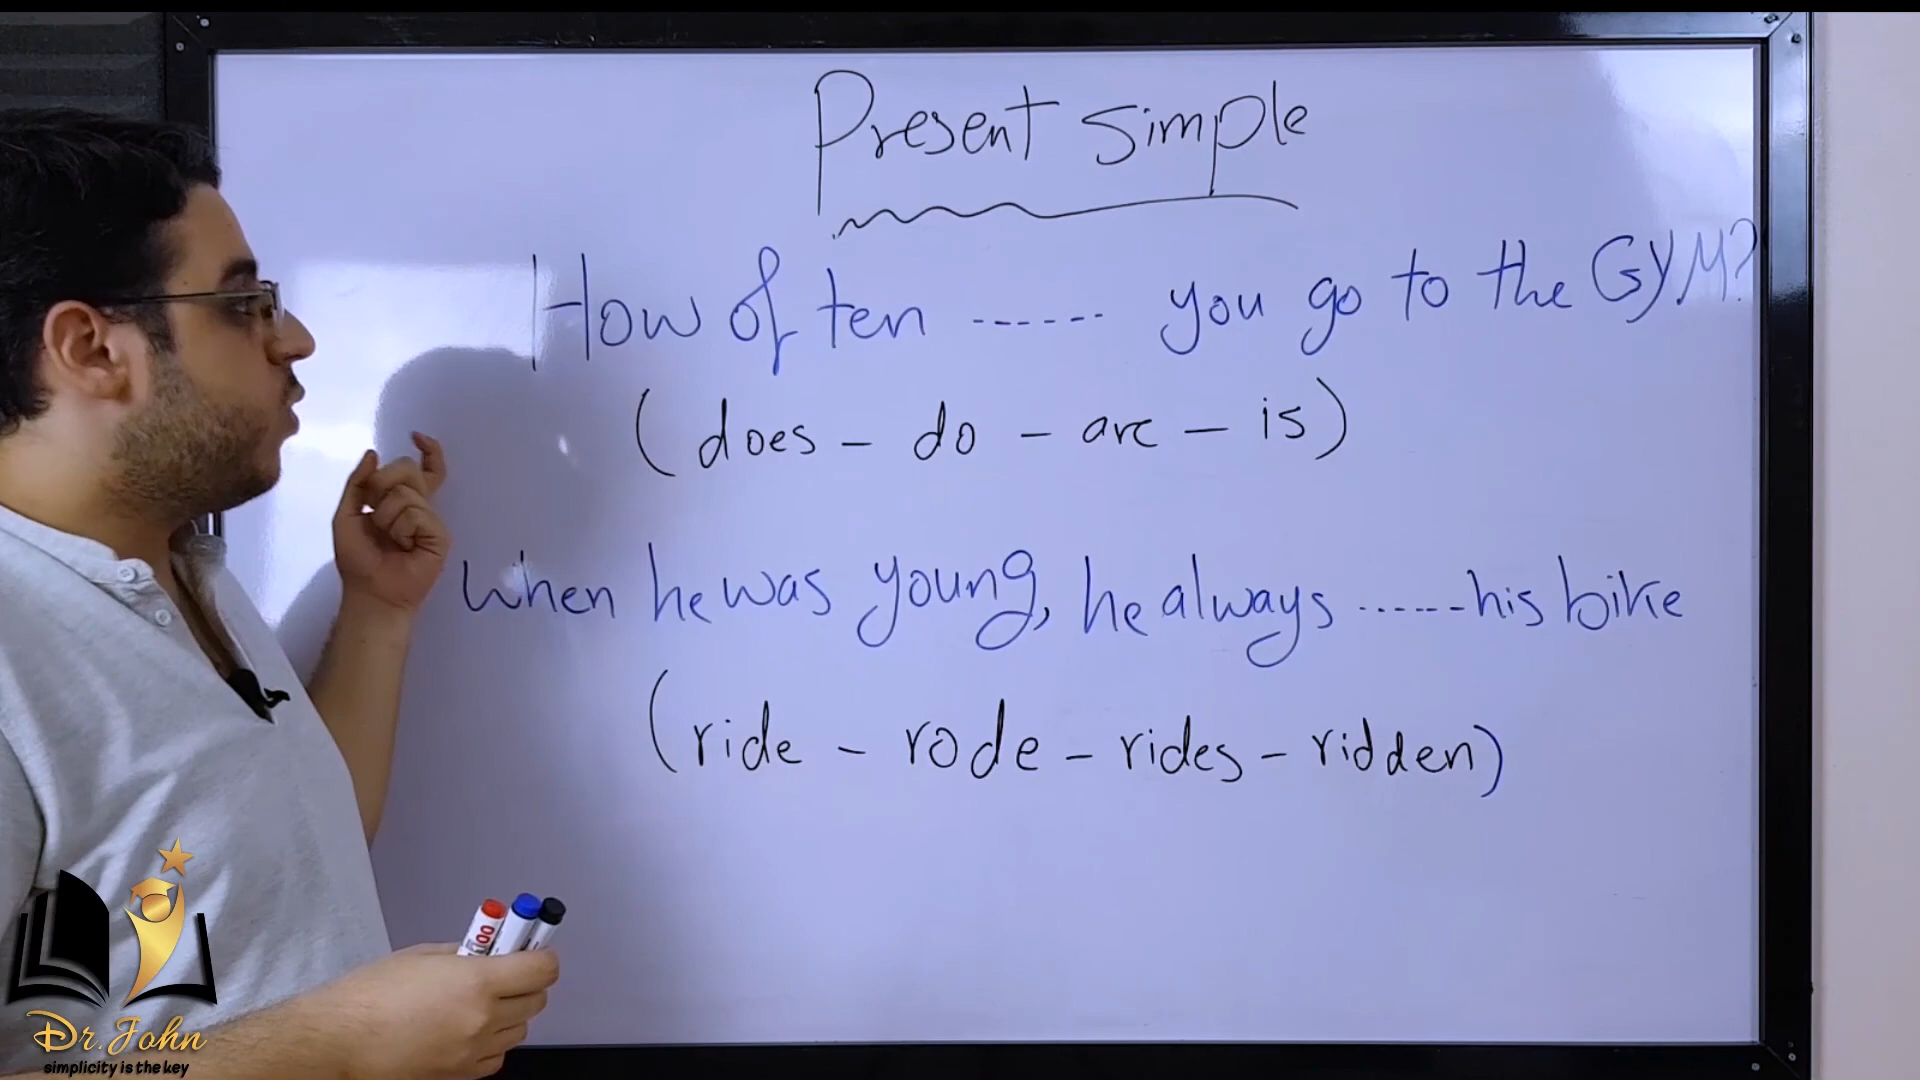 Present Simple
How often ...... you go to the GYM?
(does - do - are - is)
when he was young, he always ...... his bike
(ride - rode - rides - ridden)
100
Dr. John
simplicity is the key